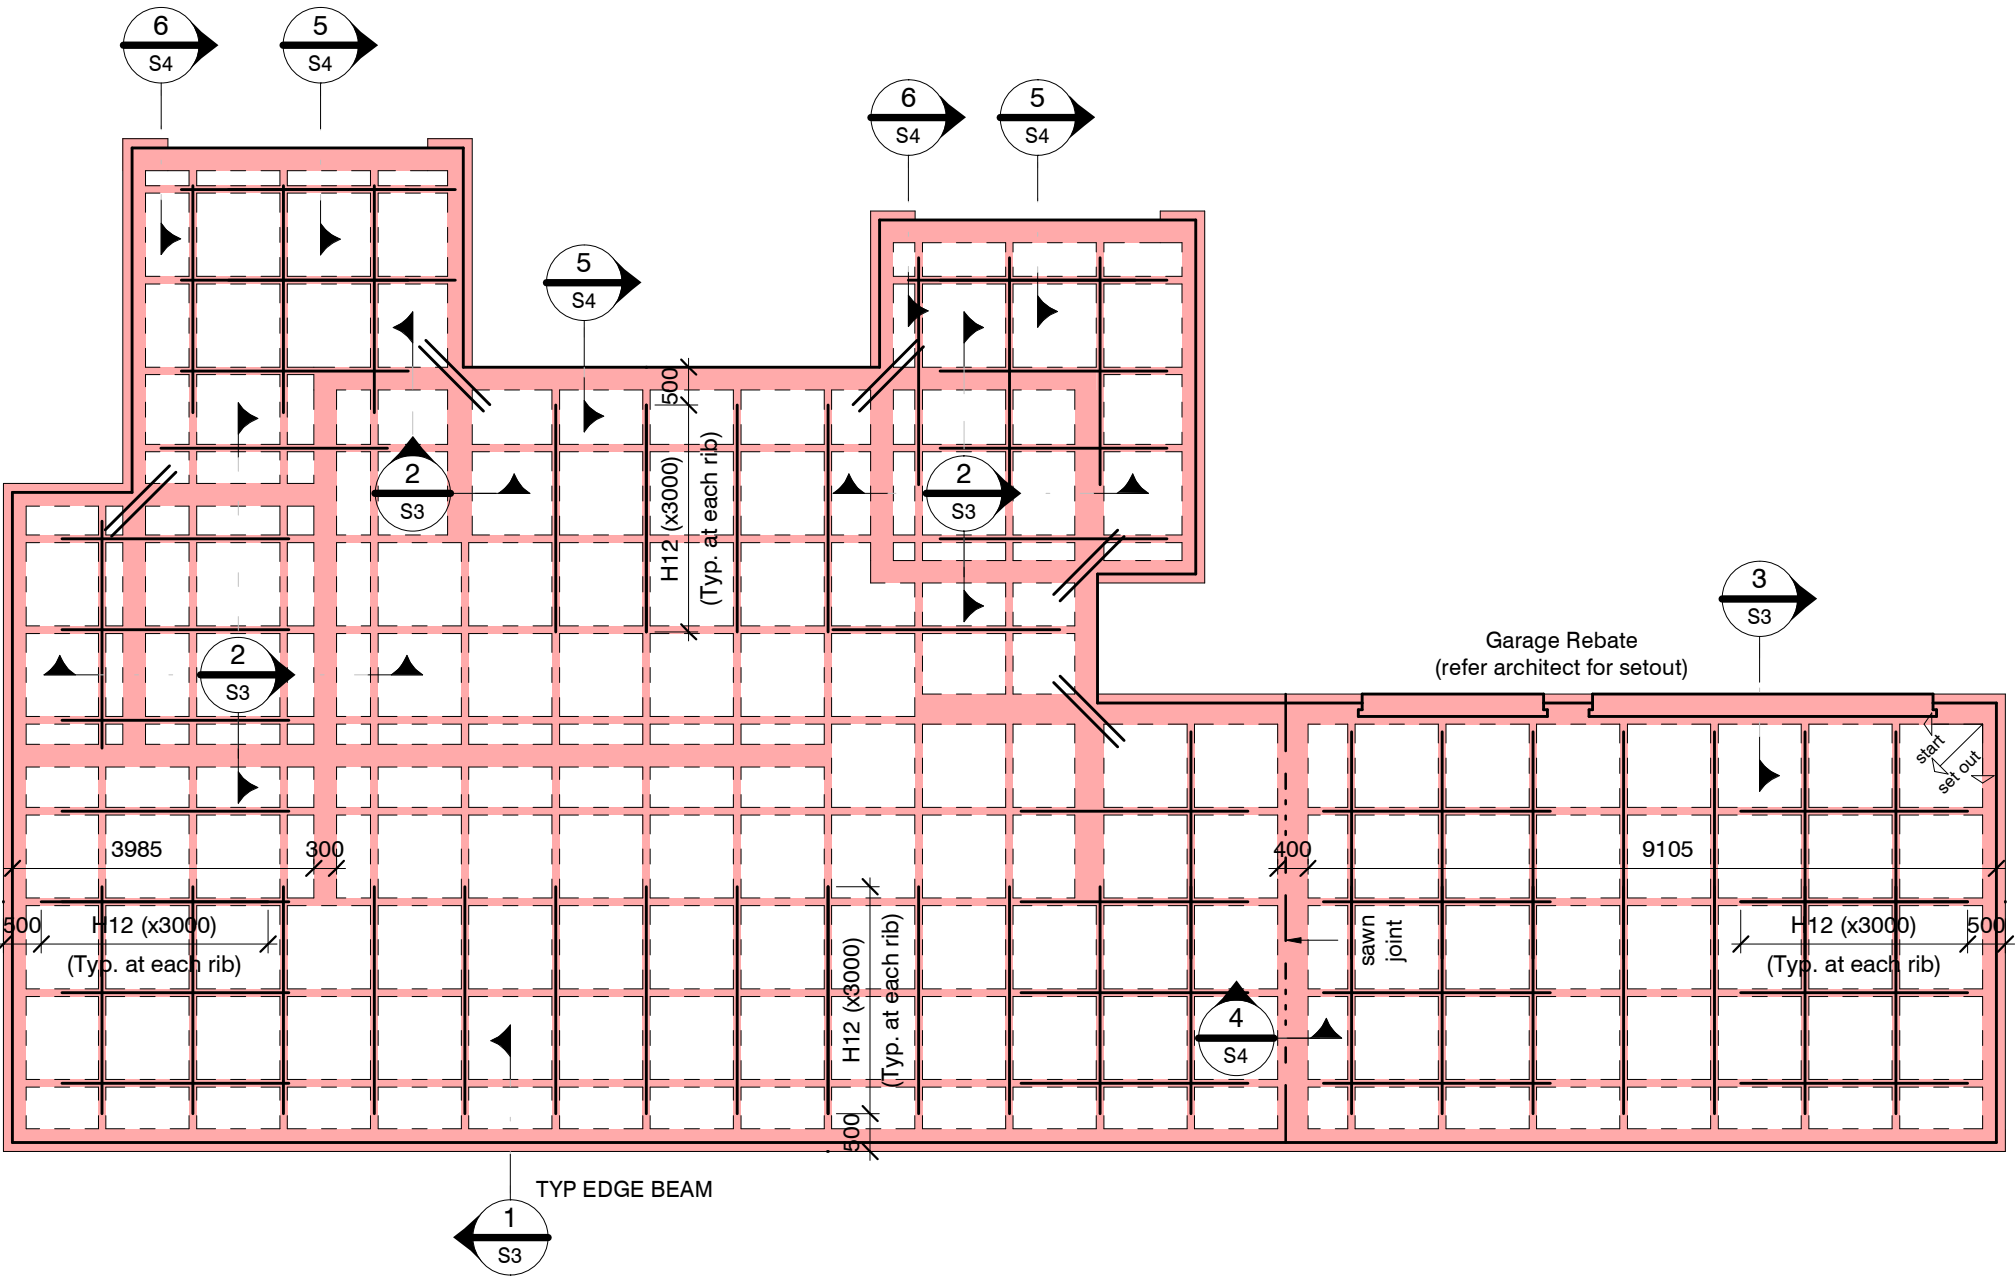 6
S4
5
S4
6
S4
5
S4
5
S4
500
H12 (x3000)
(Typ. at each rib)
2
S3
2
S3
3
S3
Garage Rebate
(refer architect for setout)
2
S3
start
set out
3985
300
400
9105
500
H12 (x3000)
(Typ. at each rib)
H12 (x3000)
(Typ. at each rib)
500
sawn
joint
H12 (x3000)
(Typ. at each rib)
500
4
S4
TYP EDGE BEAM
1
S3